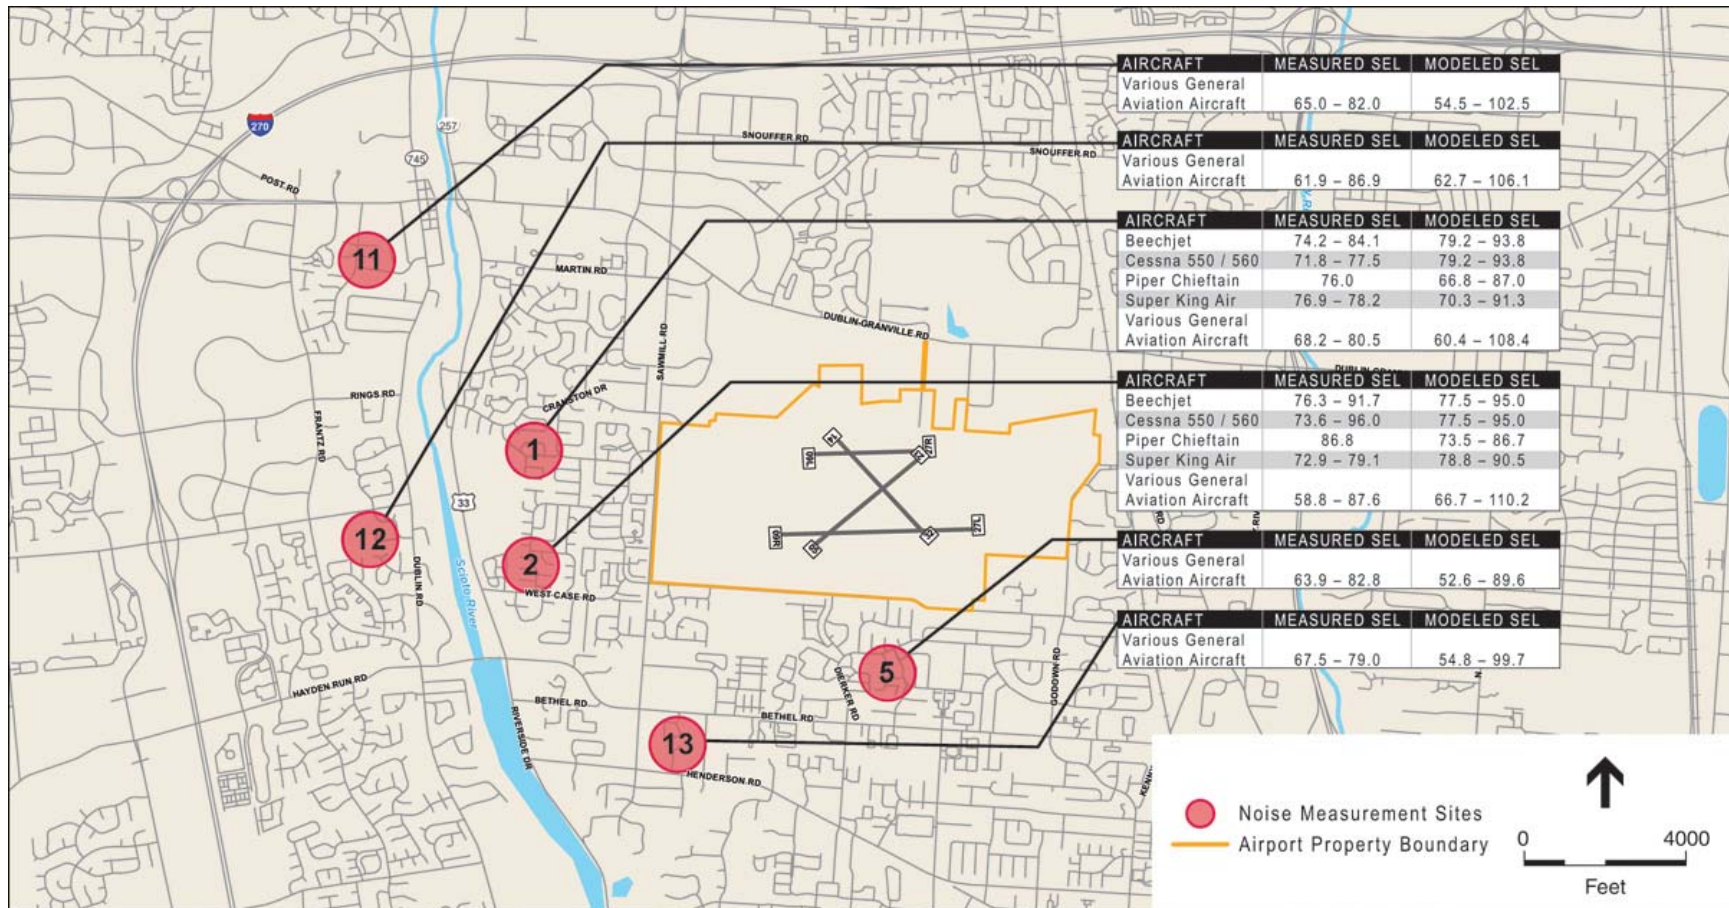 AIRCRAFT MEASURED SEL MODELED SEL
Various General
Aviation Aircraft 65.0 – 82.0 54.5 – 102.5
AIRCRAFT MEASURED SEL MODELED SEL
Various General
Aviation Aircraft 61.9 – 86.9 62.7 – 106.1
AIRCRAFT MEASURED SEL MODELED SEL
Beechjet 74.2 – 84.1 79.2 – 93.8
Cessna 550 / 560 71.8 – 77.5 79.2 – 93.8
Piper Chieftain 76.0 66.8 – 87.0
Super King Air 76.9 – 78.2 70.3 – 91.3
Various General
Aviation Aircraft 68.2 – 80.5 60.4 – 108.4
AIRCRAFT MEASURED SEL MODELED SEL
Beechjet 76.3 – 91.7 77.5 – 95.0
Cessna 550 / 560 73.6 – 96.0 77.5 – 95.0
Piper Chieftain 86.8 73.5 – 86.7
Super King Air 72.9 – 79.1 78.8 – 90.5
Various General
Aviation Aircraft 58.8 – 87.6 66.7 – 110.2
AIRCRAFT MEASURED SEL MODELED SEL
Various General
Aviation Aircraft 63.9 – 82.8 52.6 – 89.6
AIRCRAFT MEASURED SEL MODELED SEL
Various General
Aviation Aircraft 67.5 – 79.0 54.8 – 99.7
270
257
745
SNOUFFER RD
SNOUFFER RD
POST RD
11
MARTIN RD
DUBLIN-GRANVILLE RD
SAWMILL RD
RINGS RD
CRANSTON DR
FRANTZ RD
1
14
09L
27R
33
12
2
DUBLIN RD
Scioto River
WEST CASE RD
09R
32
27L
RD
5
DIERKER RD
GODOWN RD
HAYDEN RUN RD
BETHEL RD
BETHEL RD
RIVERSIDE DR
13
HENDERSON RD
N
Noise Measurement Sites
Airport Property Boundary
0 4000
Feet